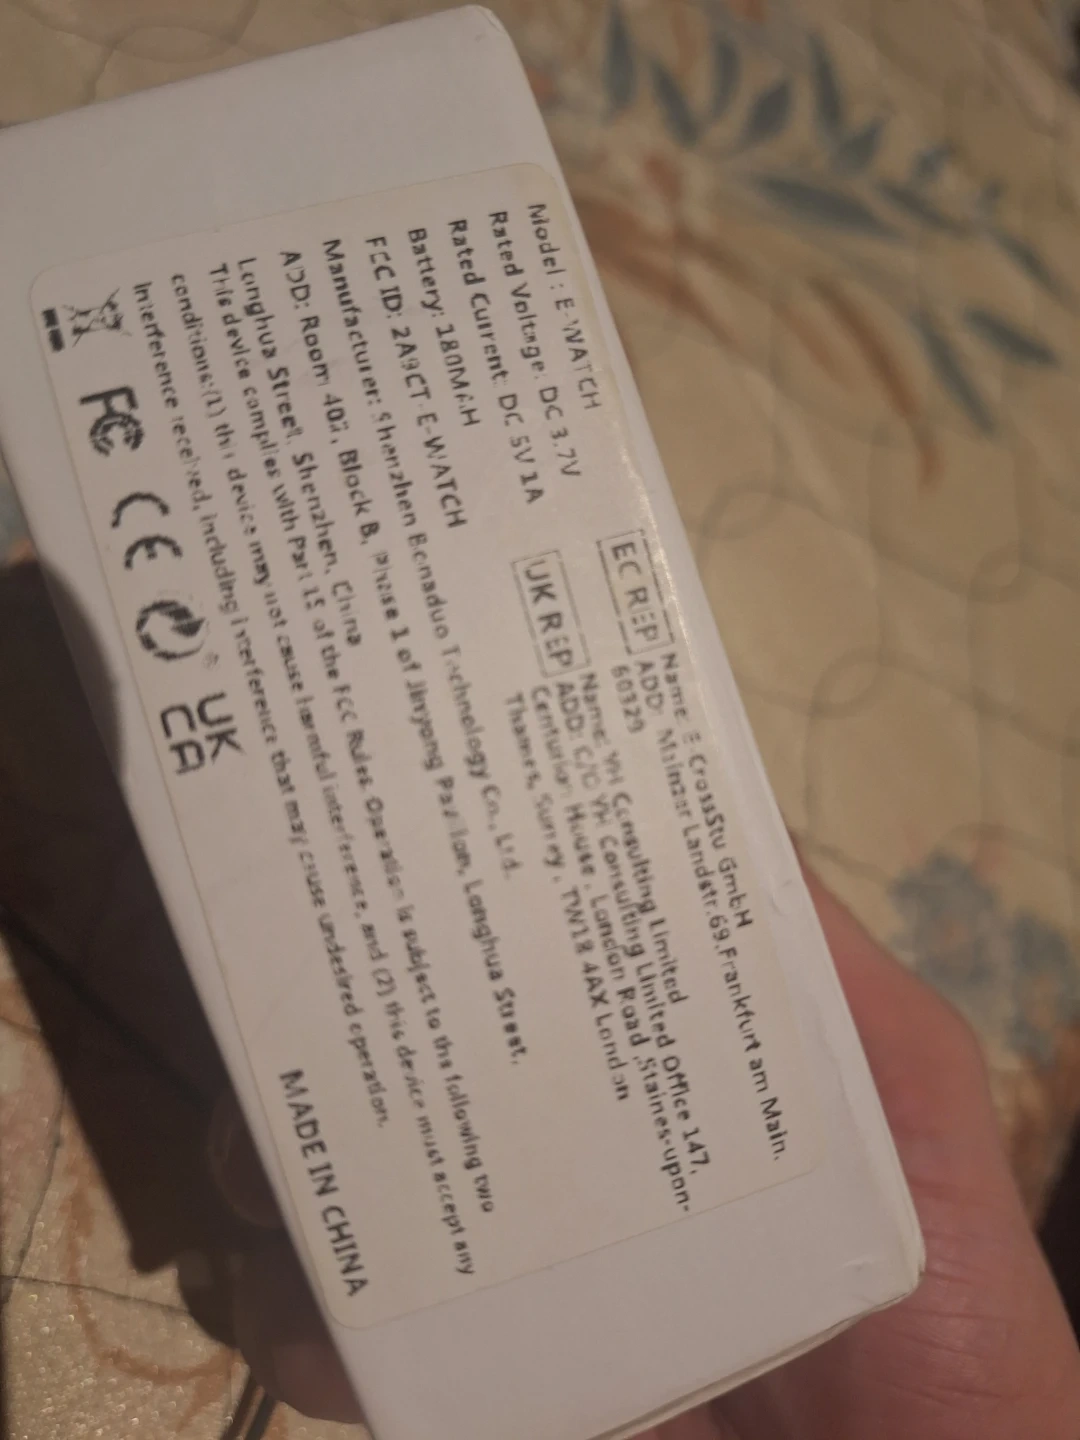 Model : E-WATCH
Rated Voltage: DC 3.7V
Rated Current: DC 5V 1A
Battery: 180MAH
FCC ID: 2A9CT-E-WATCH
Manufacturer: Shenzhen Bonaduo Technology Co., Ltd.
ADD: Room 402, Block B, Phase 1 of Jinyong Pavilion, Longhua Street,
Longhua Street, Shenzhen, China
This device complies with Part 15 of the FCC Rules. Operation is subject to the following two
conditions:(1) this device may not cause harmful interference, and (2) this device must accept any
interference received, including interference that may cause undesired operation.
EC REP
Name: E-CrossStu GmbH
ADD: Mainzer Landstr.69,Frankfurt am Main.
60329
UK REP
Name: YH Consulting Limited
ADD: C/O YH Consulting Limited Office 147,
Centurion House , London Road ,Staines-upon-
Thames, Surrey , TW18 4AX London
FC CE UK
CA
MADE IN CHINA